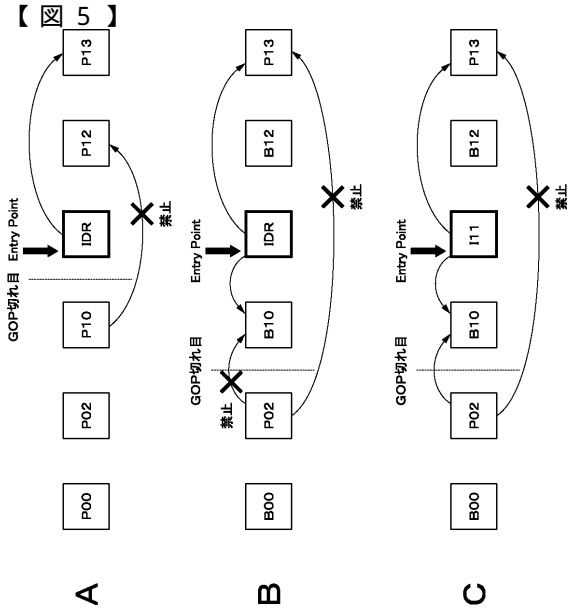 【図5】
A
P00
P02
P10
GOP切れ目
IDR
Entry Point
P12
P13
禁止
B
B00
P02
禁止
GOP切れ目
B10
IDR
Entry Point
B12
P13
禁止
C
B00
P02
GOP切れ目
B10
I11
Entry Point
B12
P13
禁止